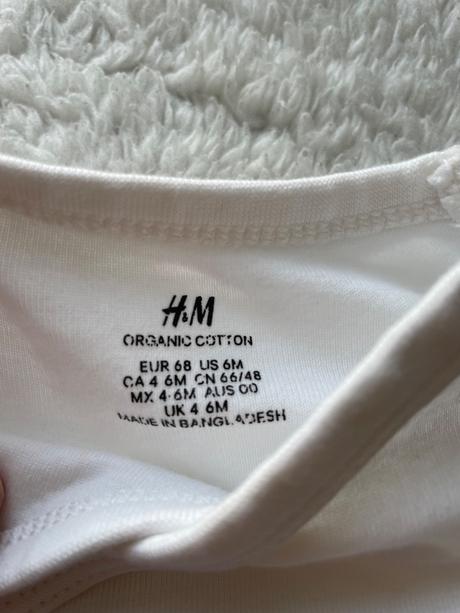 H&M
ORGANIC COTTON
EUR 68 US 6M
CA 4-6M CN 66/48
MX 4-6M AUS 00
UK 4-6M
MADE IN BANGLADESH